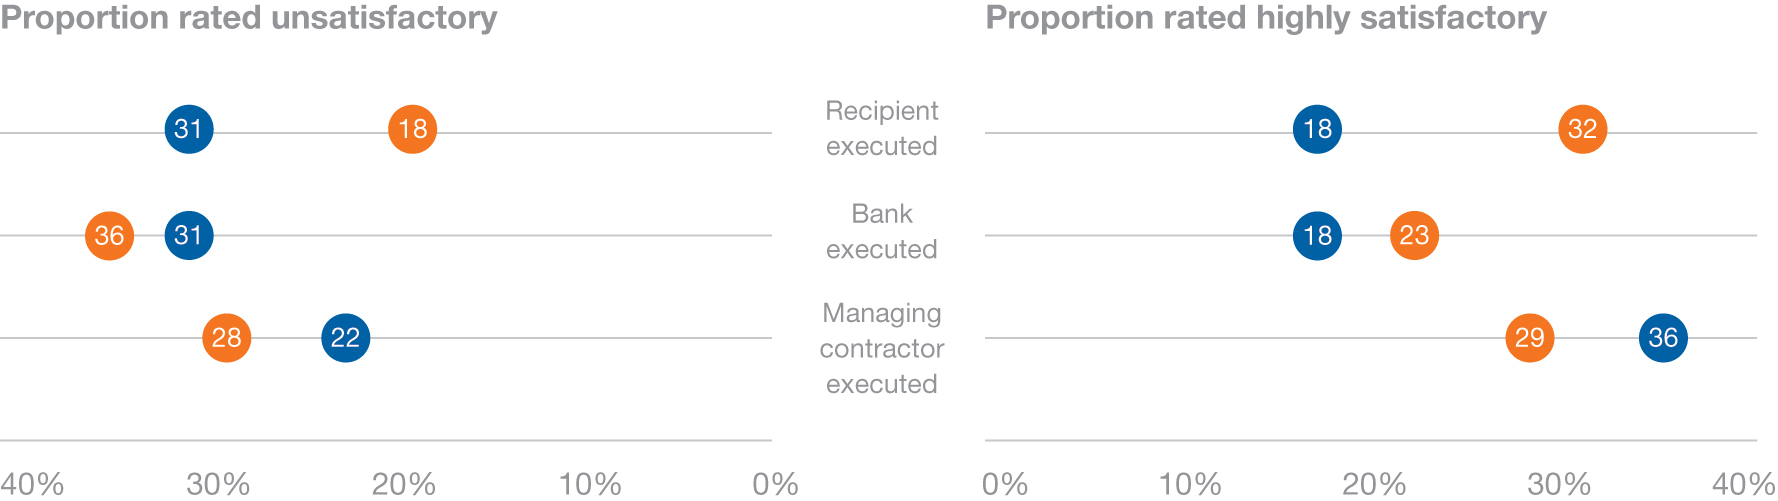 Proportion rated unsatisfactory
Proportion rated highly satisfactory
31
18
Recipient
executed
18
32
36
31
Bank
executed
18
23
28
22
Managing
contractor
executed
29
36
40% 30% 20% 10% 0%
0% 10% 20% 30% 40%